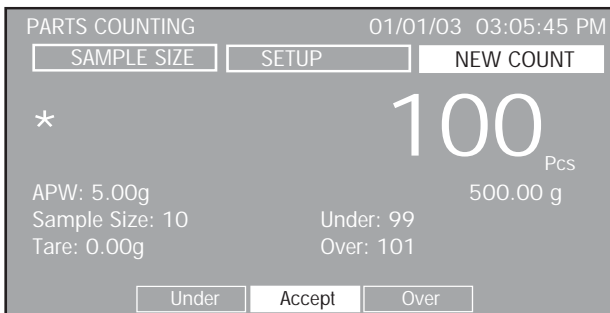 PARTS COUNTING 01/01/03 03:05:45 PM
SAMPLE SIZE SETUP NEW COUNT
* 100 Pcs
APW: 5.00g 500.00 g
Sample Size: 10 Under: 99
Tare: 0.00g Over: 101
Under Accept Over